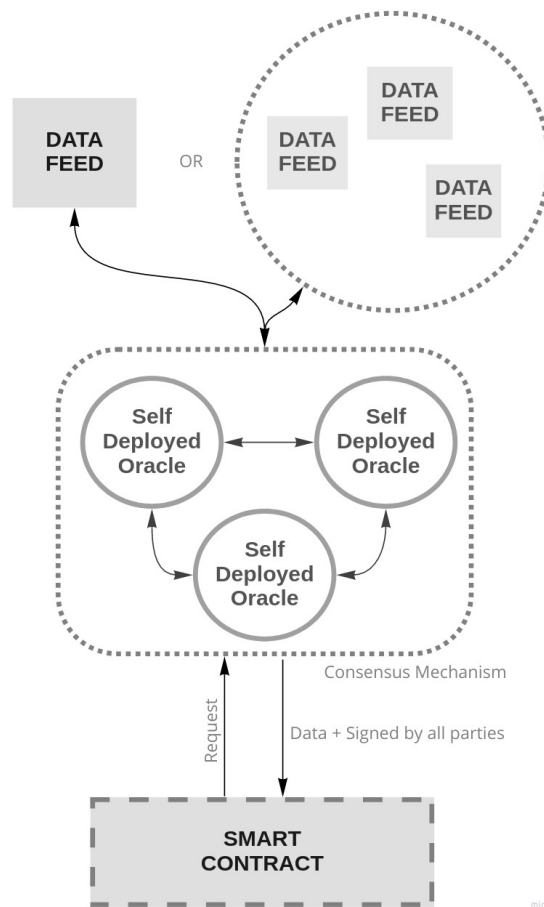 DATA
FEED
OR
DATA
FEED
DATA
FEED
DATA
FEED
Self
Deployed
Oracle
Self
Deployed
Oracle
Self
Deployed
Oracle
Consensus Mechanism
Request
Data + Signed by all parties
SMART
CONTRACT